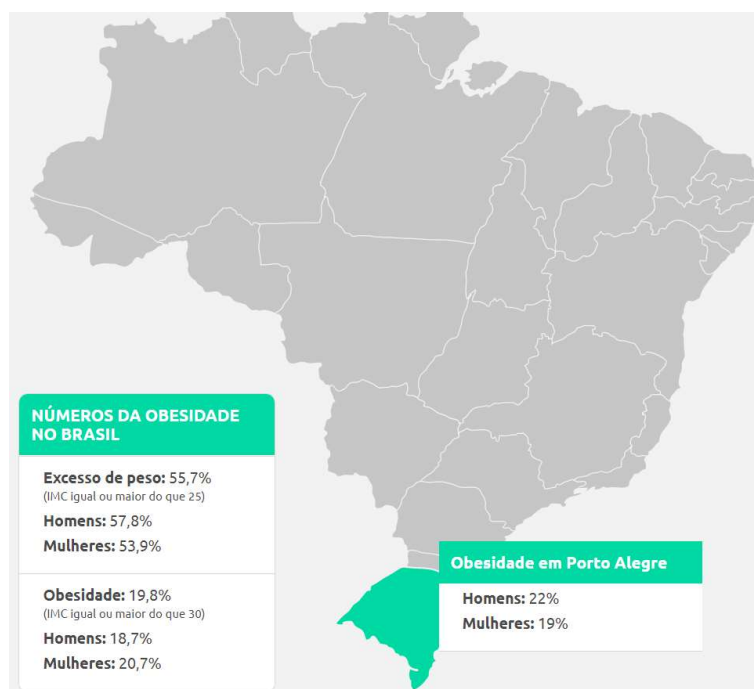 NÚMEROS DA OBESIDADE
NO BRASIL
Excesso de peso: 55,7%
(IMC igual ou maior do que 25)
Homens: 57,8%
Mulheres: 53,9%
Obesidade: 19,8%
(IMC igual ou maior do que 30)
Homens: 18,7%
Mulheres: 20,7%
Obesidade em Porto Alegre
Homens: 22%
Mulheres: 19%